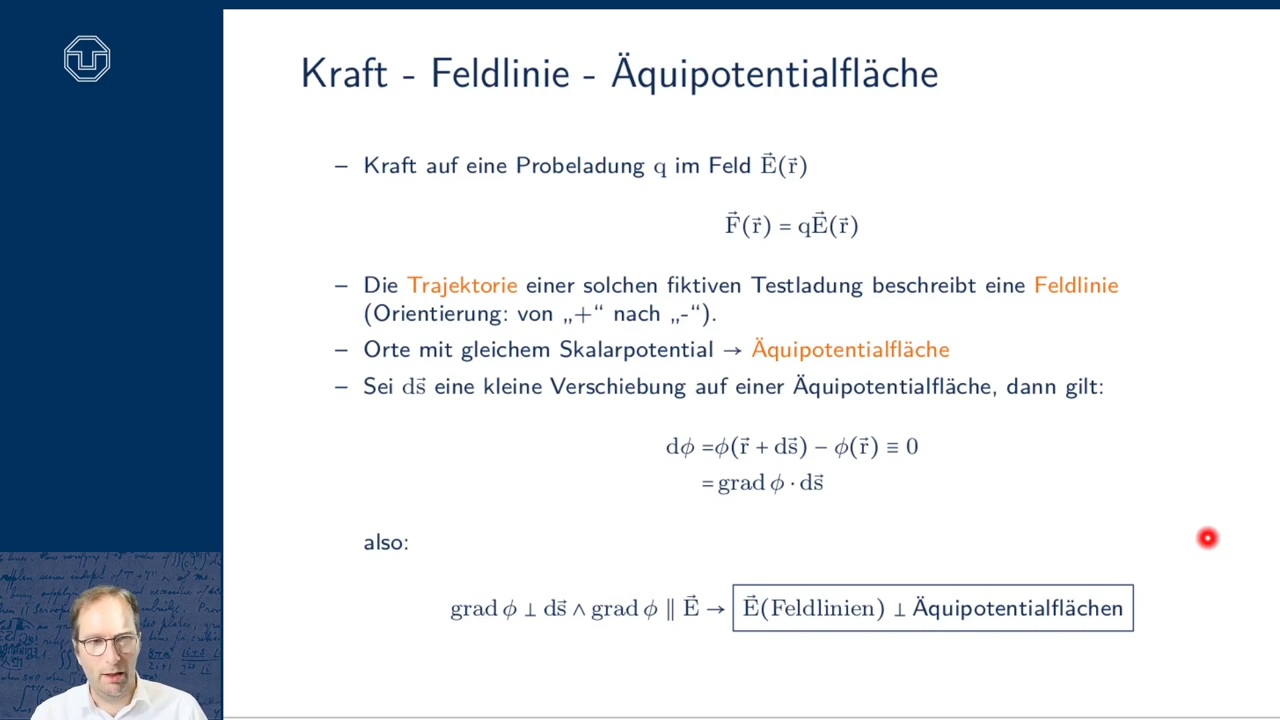 Kraft - Feldlinie - Äquipotentialfläche
– Kraft auf eine Probeladung q im Feld E⃗(r⃗)
F⃗(r⃗) = qE⃗(r⃗)
– Die Trajektorie einer solchen fiktiven Testladung beschreibt eine Feldlinie
(Orientierung: von „+“ nach „-“).
– Orte mit gleichem Skalarpotential → Äquipotentialfläche
– Sei ds⃗ eine kleine Verschiebung auf einer Äquipotentialfläche, dann gilt:
dϕ =ϕ(r⃗ + ds⃗) − ϕ(r⃗) ≡ 0
= grad ϕ · ds⃗
also:
grad ϕ ⊥ ds⃗ ∧ grad ϕ ∥ E⃗ → E⃗(Feldlinien) ⊥ Äquipotentialflächen